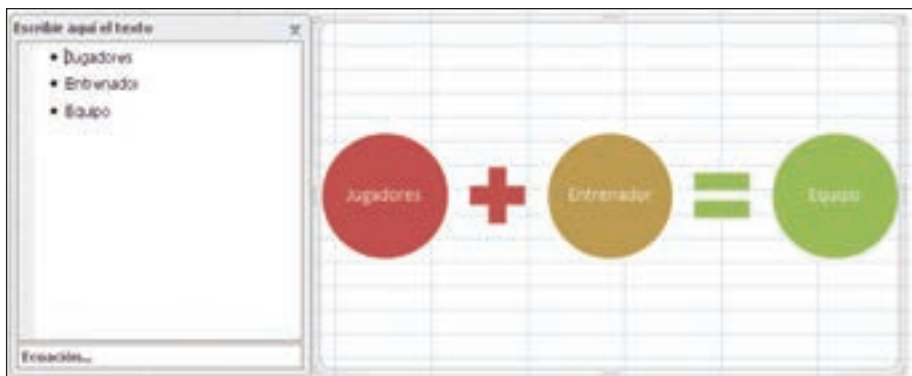 Escribir aquí el texto
Jugadores
Entrenador
Equipo
Ecuación...
Jugadores + Entrenador = Equipo